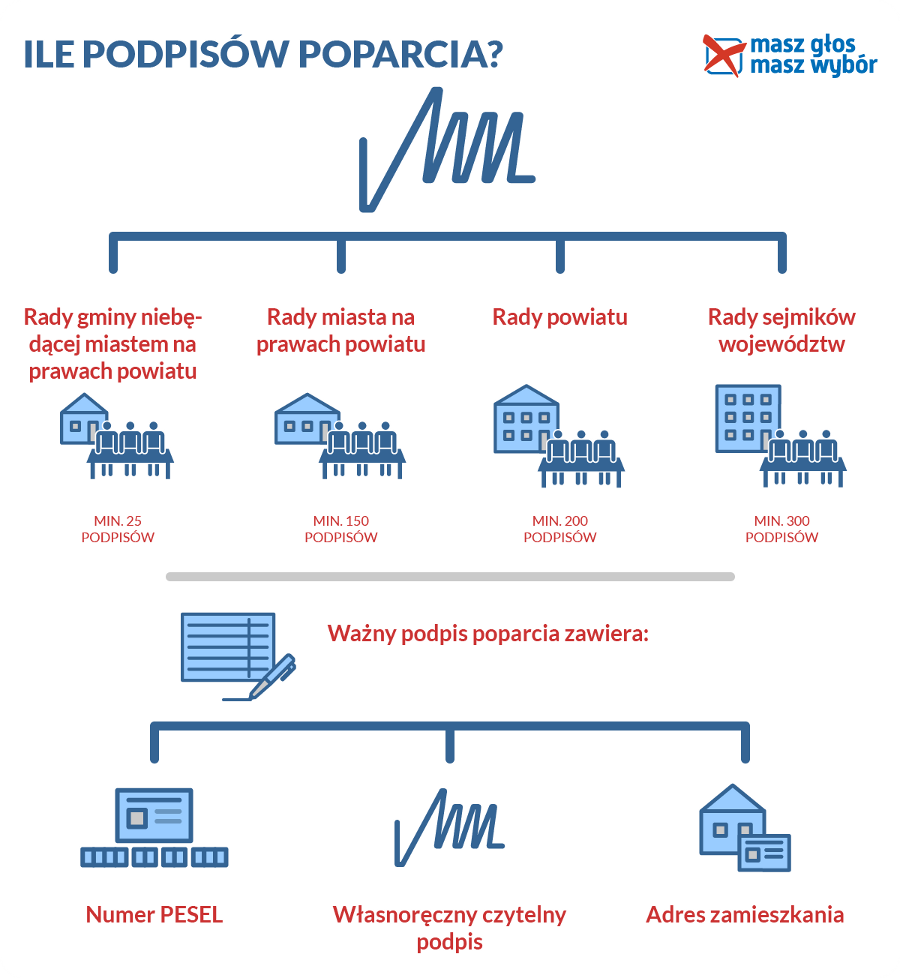 ILE PODPISÓW POPARCIA?
masz głos
masz wybór
Rady gminy niebę-
dącej miastem na
prawach powiatu
Rady miasta na
prawach powiatu
Rady powiatu
Rady sejmików
województw
MIN. 25
PODPISÓW
MIN. 150
PODPISÓW
MIN. 200
PODPISÓW
MIN. 300
PODPISÓW
Ważny podpis poparcia zawiera:
Numer PESEL
Własnoręczny czytelny
podpis
Adres zamieszkania